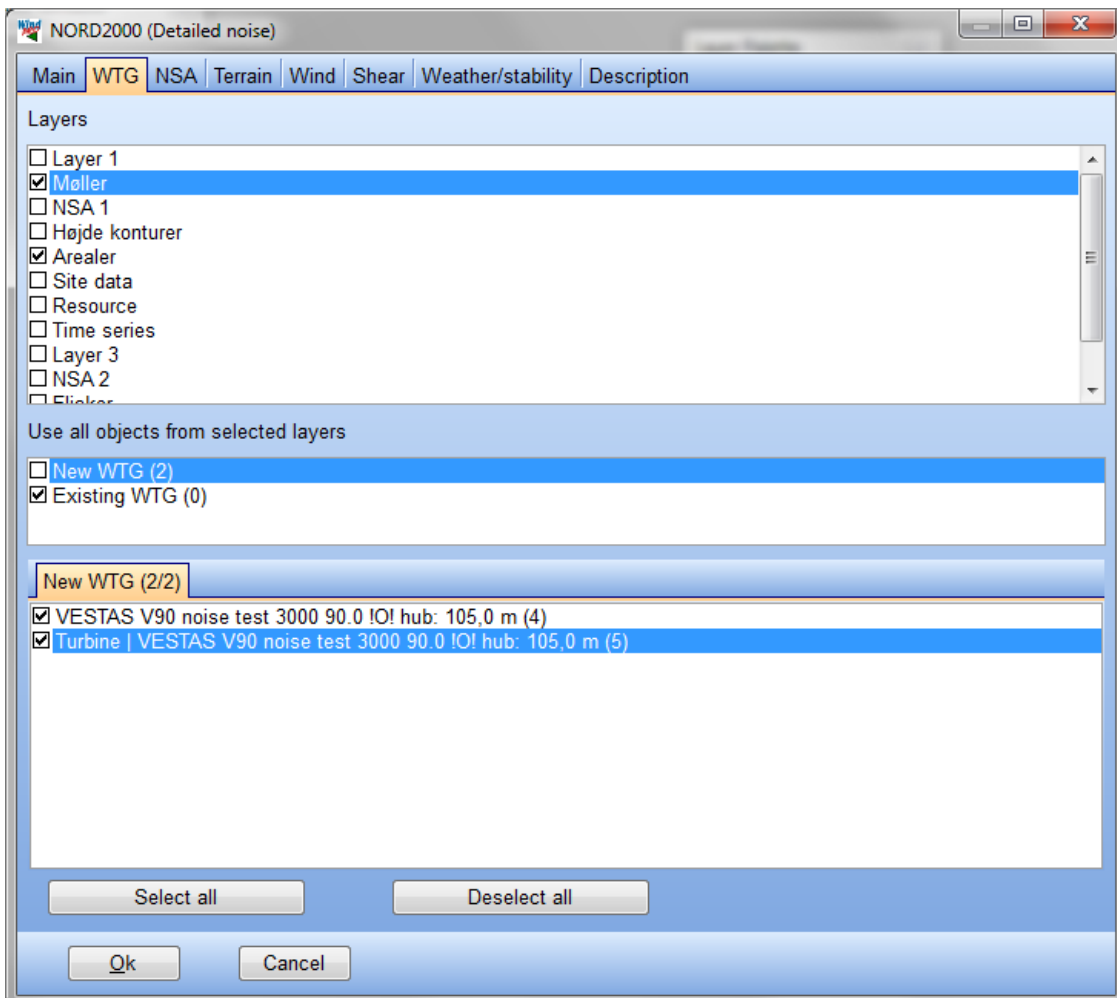 NORD2000 (Detailed noise)
Main WTG NSA Terrain Wind Shear Weather/stability Description
Layers
Layer 1
Møller
NSA 1
Højde konturer
Arealer
Site data
Resource
Time series
Layer 3
NSA 2
Use all objects from selected layers
New WTG (2)
Existing WTG (0)
New WTG (2/2)
VESTAS V90 noise test 3000 90.0 !O! hub: 105,0 m (4)
Turbine | VESTAS V90 noise test 3000 90.0 !O! hub: 105,0 m (5)
Select all Deselect all
Ok Cancel